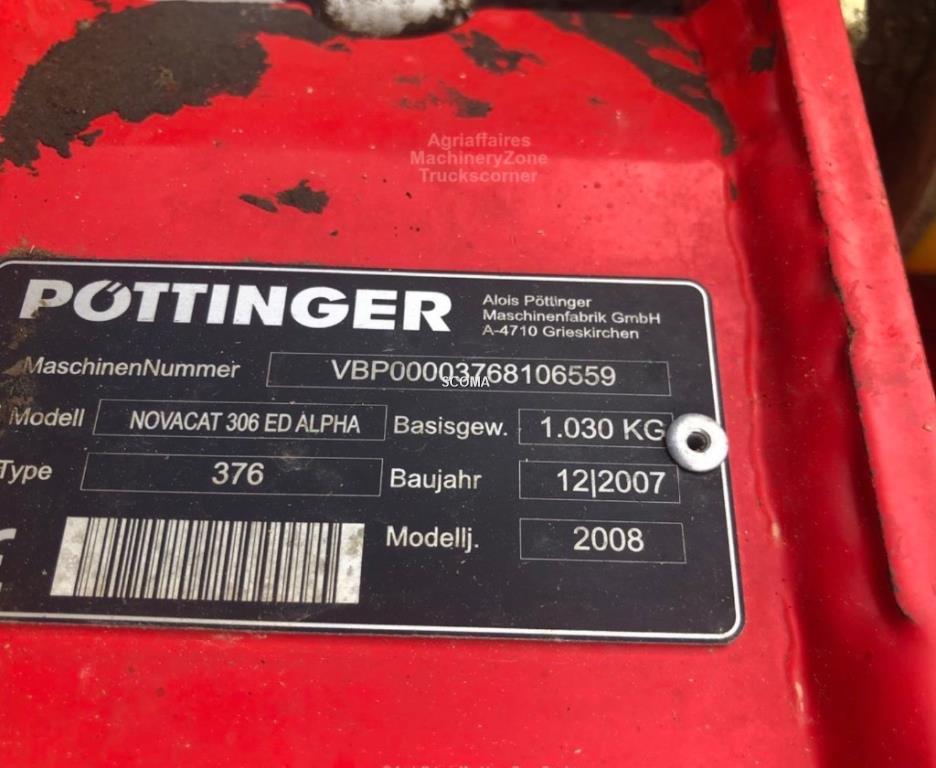 Agriaffaires
MachineryZone
Truckscorner
PÖTTINGER
Alois Pöttinger
Maschinenfabrik GmbH
A-4710 Grieskirchen
MaschinenNummer VBP00003768106559
SCOMA
Modell NOVACAT 306 ED ALPHA Basisgew. 1.030 KG
Type 376 Baujahr 12|2007
Modellj. 2008